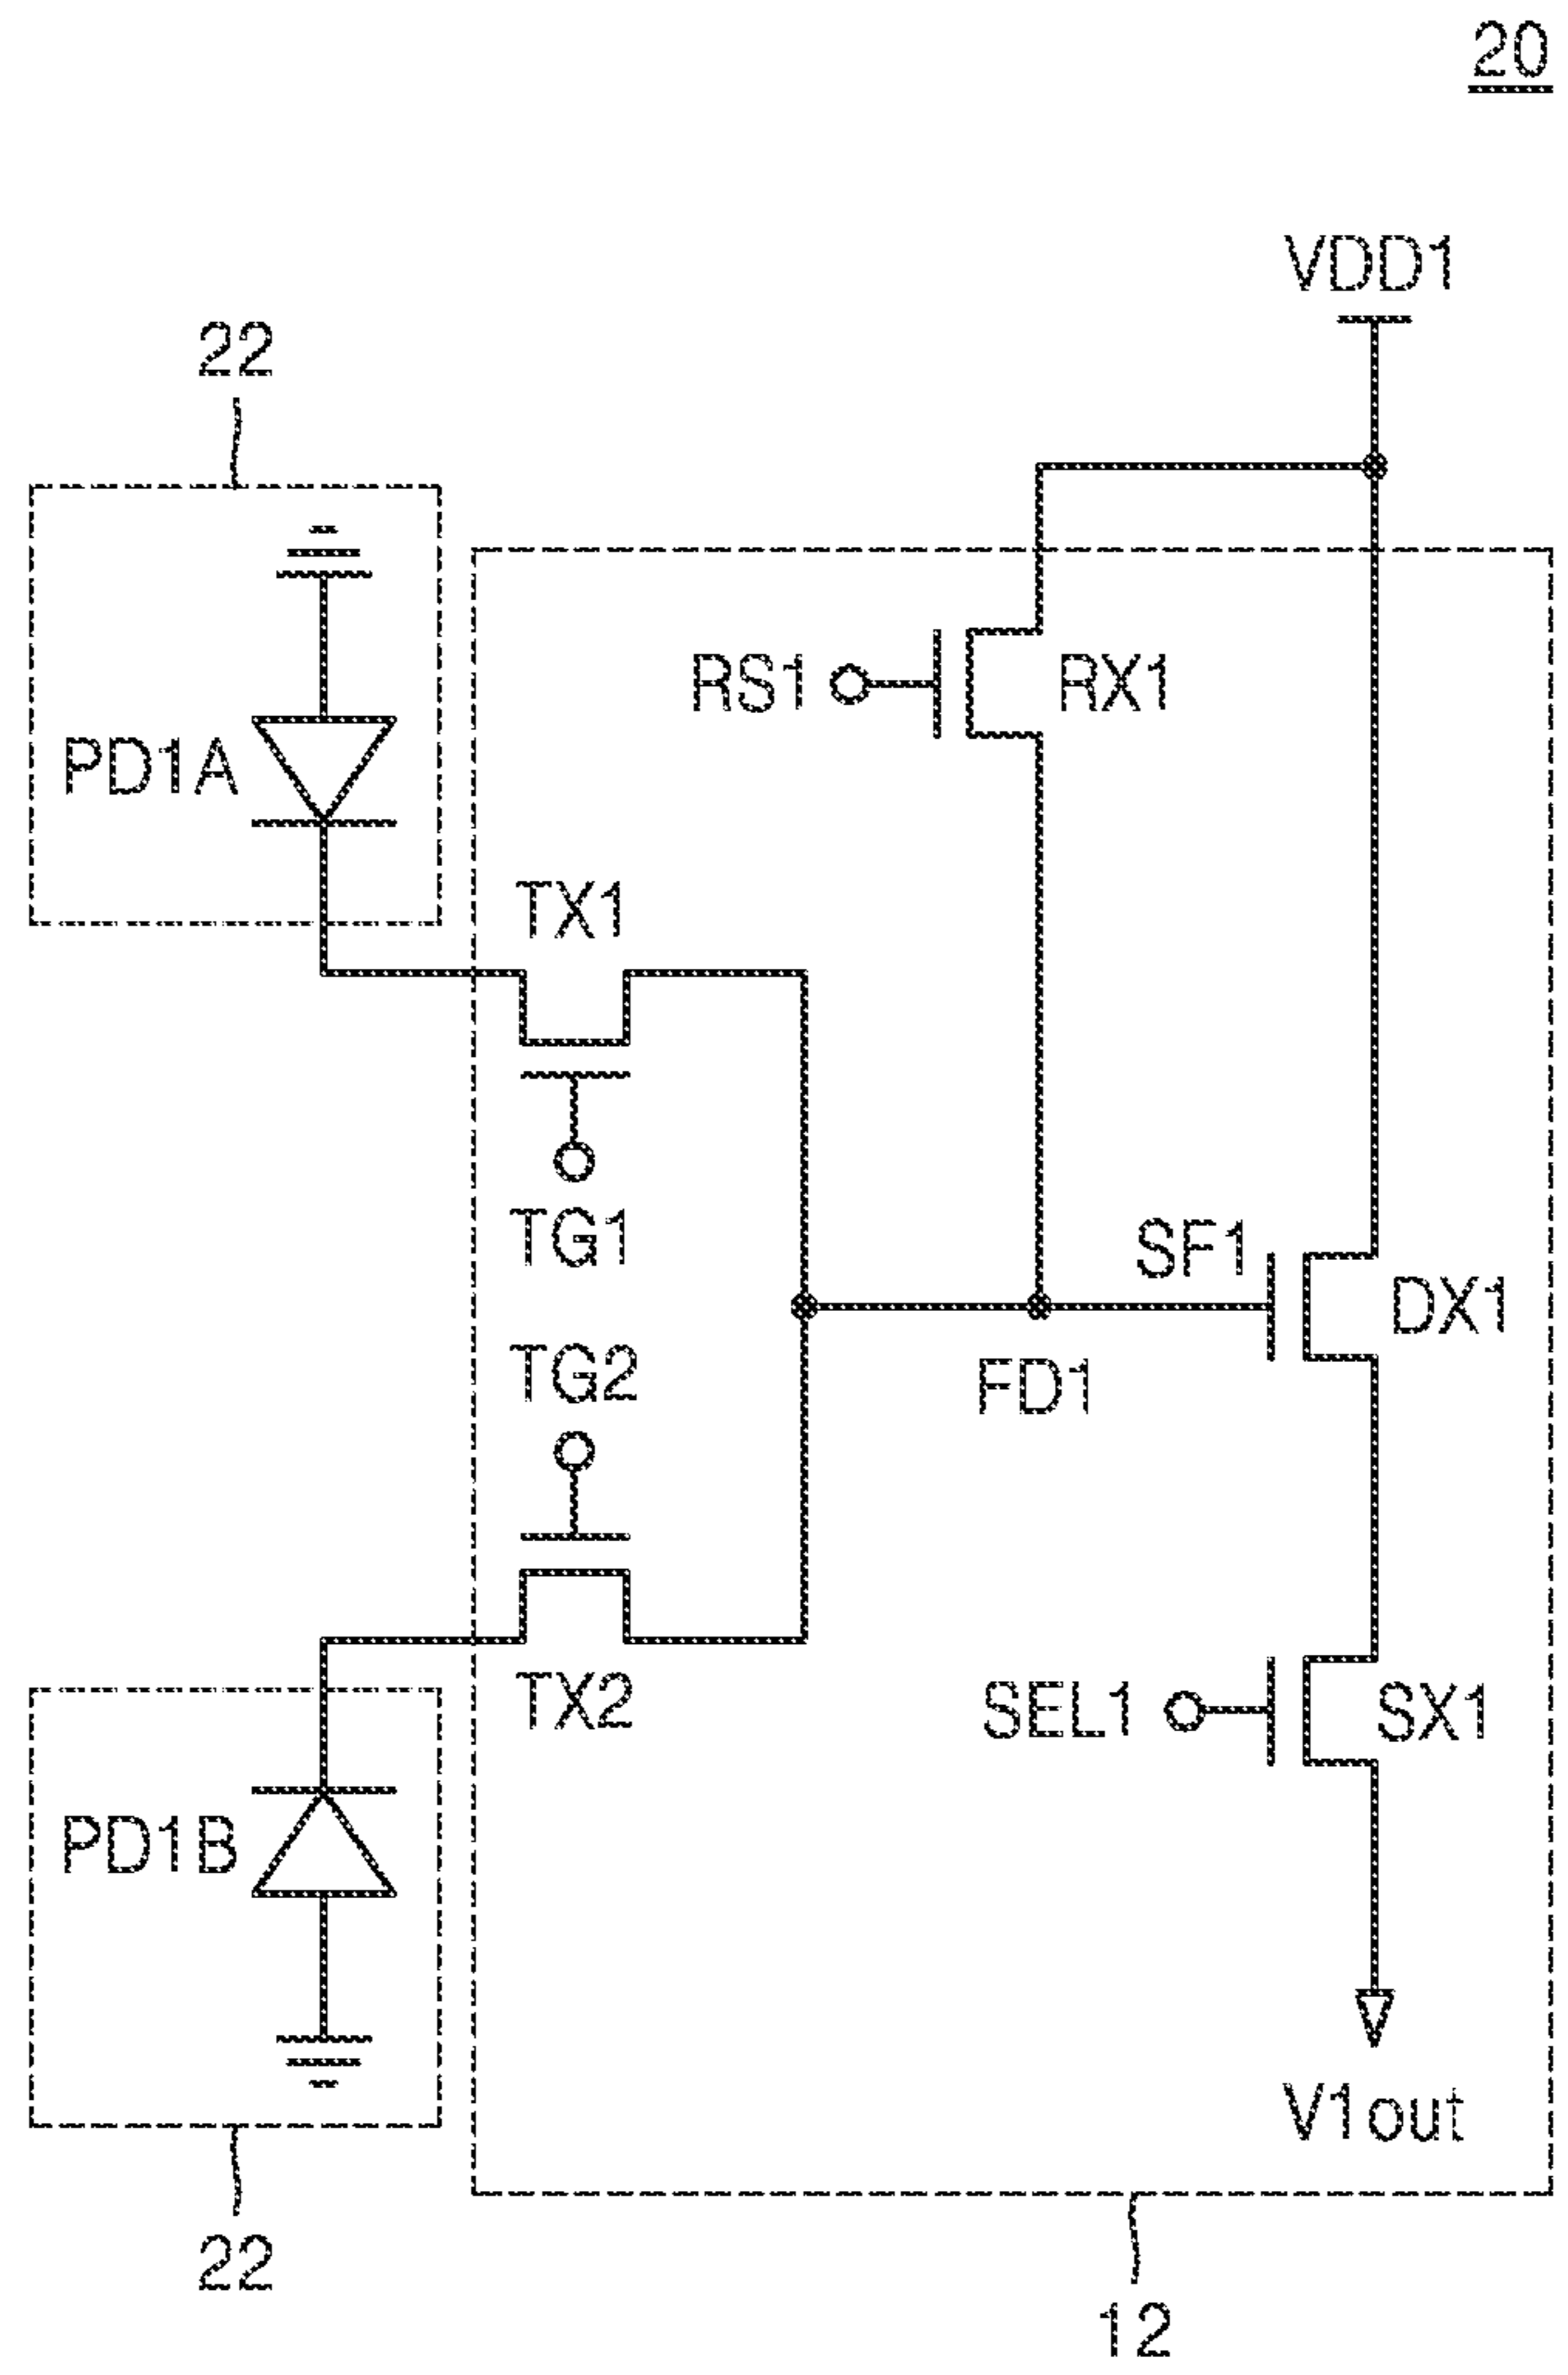 20
VDD1
22
RS1
RX1
PD1A
TX1
TG1
SF1
DX1
TG2
FD1
TX2
SEL1
SX1
PD1B
V1out
22
12